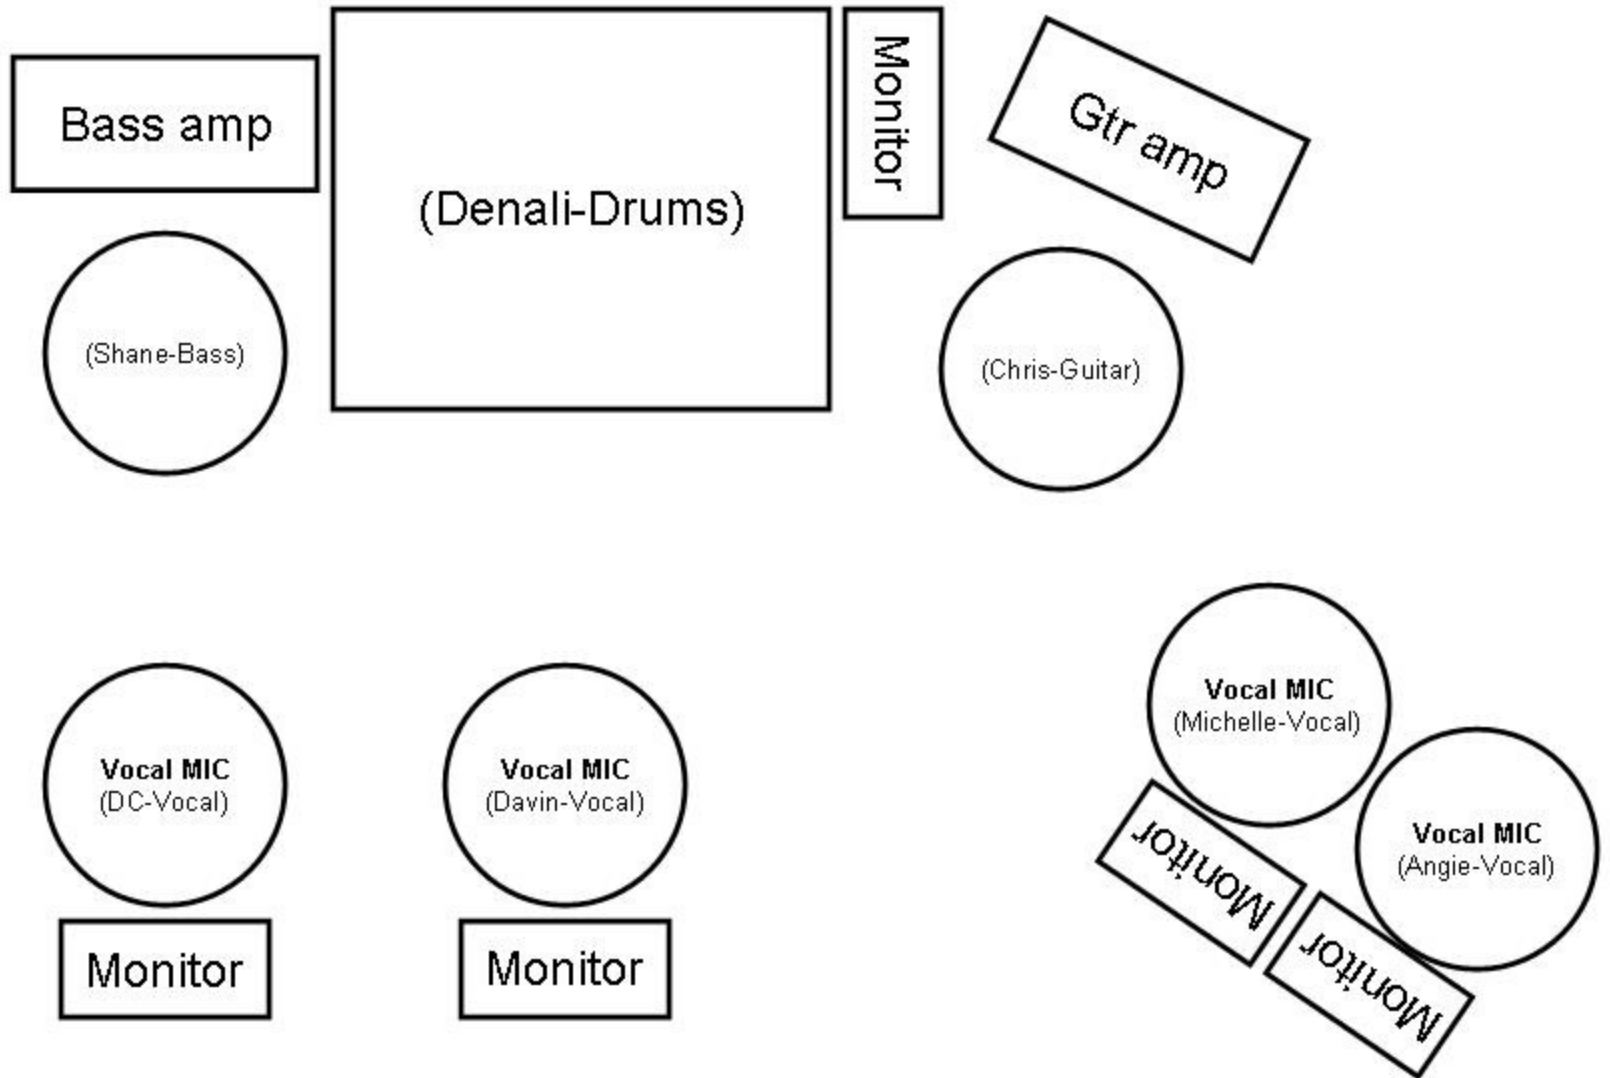 Bass amp
(Denali-Drums)
Monitor
Gtr amp
(Shane-Bass)
(Chris-Guitar)
Vocal MIC
(DC-Vocal)
Vocal MIC
(Davin-Vocal)
Vocal MIC
(Michelle-Vocal)
Vocal MIC
(Angie-Vocal)
Monitor
Monitor
Monitor
Monitor